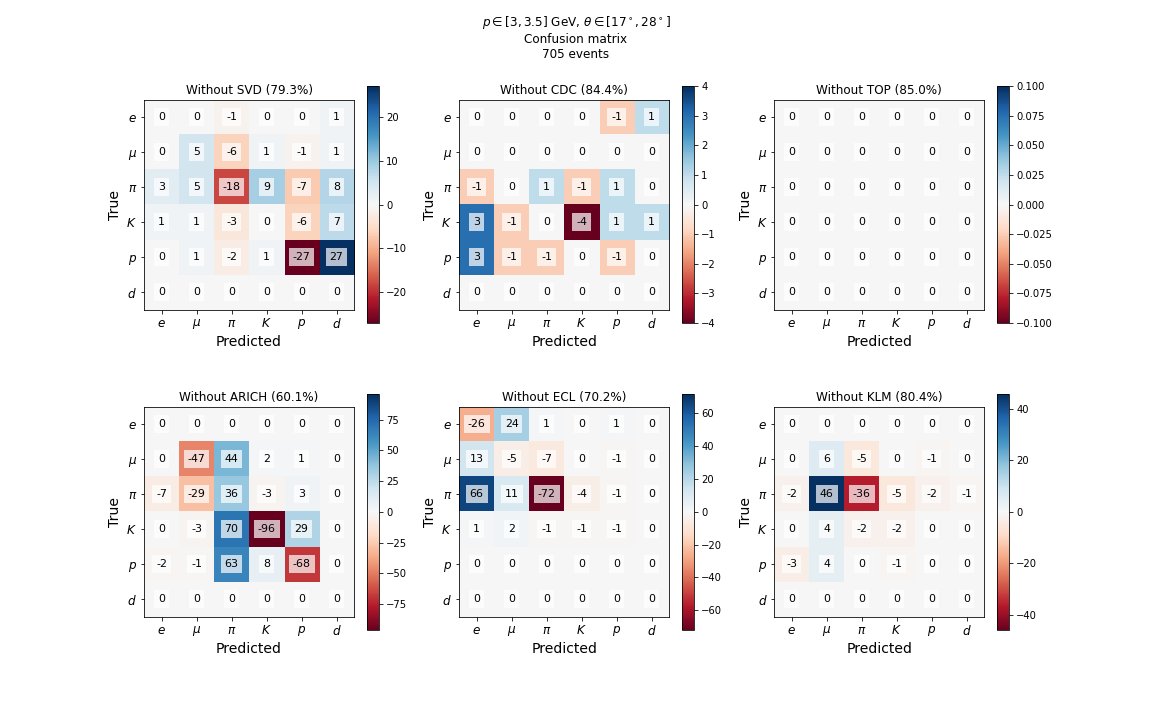 p ∈ [3, 3.5] GeV, θ ∈ [17°, 28°]
Confusion matrix
705 events
Without SVD (79.3%)
e 0 0 -1 0 0 1
μ 0 5 -6 1 -1 1
π 3 5 -18 9 -7 8
K 1 1 -3 0 -6 7
p 0 1 -2 1 -27 27
d 0 0 0 0 0 0
e μ π K p d
True
Predicted
20
10
0
−10
−20
Without CDC (84.4%)
e 0 0 0 0 -1 1
μ 0 0 0 0 0 0
π -1 0 1 -1 1 0
K 3 -1 0 -4 1 1
p 3 -1 -1 0 -1 0
d 0 0 0 0 0 0
e μ π K p d
True
Predicted
4
3
2
1
0
−1
−2
−3
−4
Without TOP (85.0%)
e 0 0 0 0 0 0
μ 0 0 0 0 0 0
π 0 0 0 0 0 0
K 0 0 0 0 0 0
p 0 0 0 0 0 0
d 0 0 0 0 0 0
e μ π K p d
True
Predicted
0.100
0.075
0.050
0.025
0.000
−0.025
−0.050
−0.075
−0.100
Without ARICH (60.1%)
e 0 0 0 0 0 0
μ 0 -47 44 2 1 0
π -7 -29 36 -3 3 0
K 0 -3 70 -96 29 0
p -2 -1 63 8 -68 0
d 0 0 0 0 0 0
e μ π K p d
True
Predicted
75
50
25
0
−25
−50
−75
Without ECL (70.2%)
e -26 24 1 0 1 0
μ 13 -5 -7 0 -1 0
π 66 11 -72 -4 -1 0
K 1 2 -1 -1 -1 0
p 0 0 0 0 0 0
d 0 0 0 0 0 0
e μ π K p d
True
Predicted
60
40
20
0
−20
−40
−60
Without KLM (80.4%)
e 0 0 0 0 0 0
μ 0 6 -5 0 -1 0
π -2 46 -36 -5 -2 -1
K 0 4 -2 -2 0 0
p -3 4 0 -1 0 0
d 0 0 0 0 0 0
e μ π K p d
True
Predicted
40
20
0
−20
−40